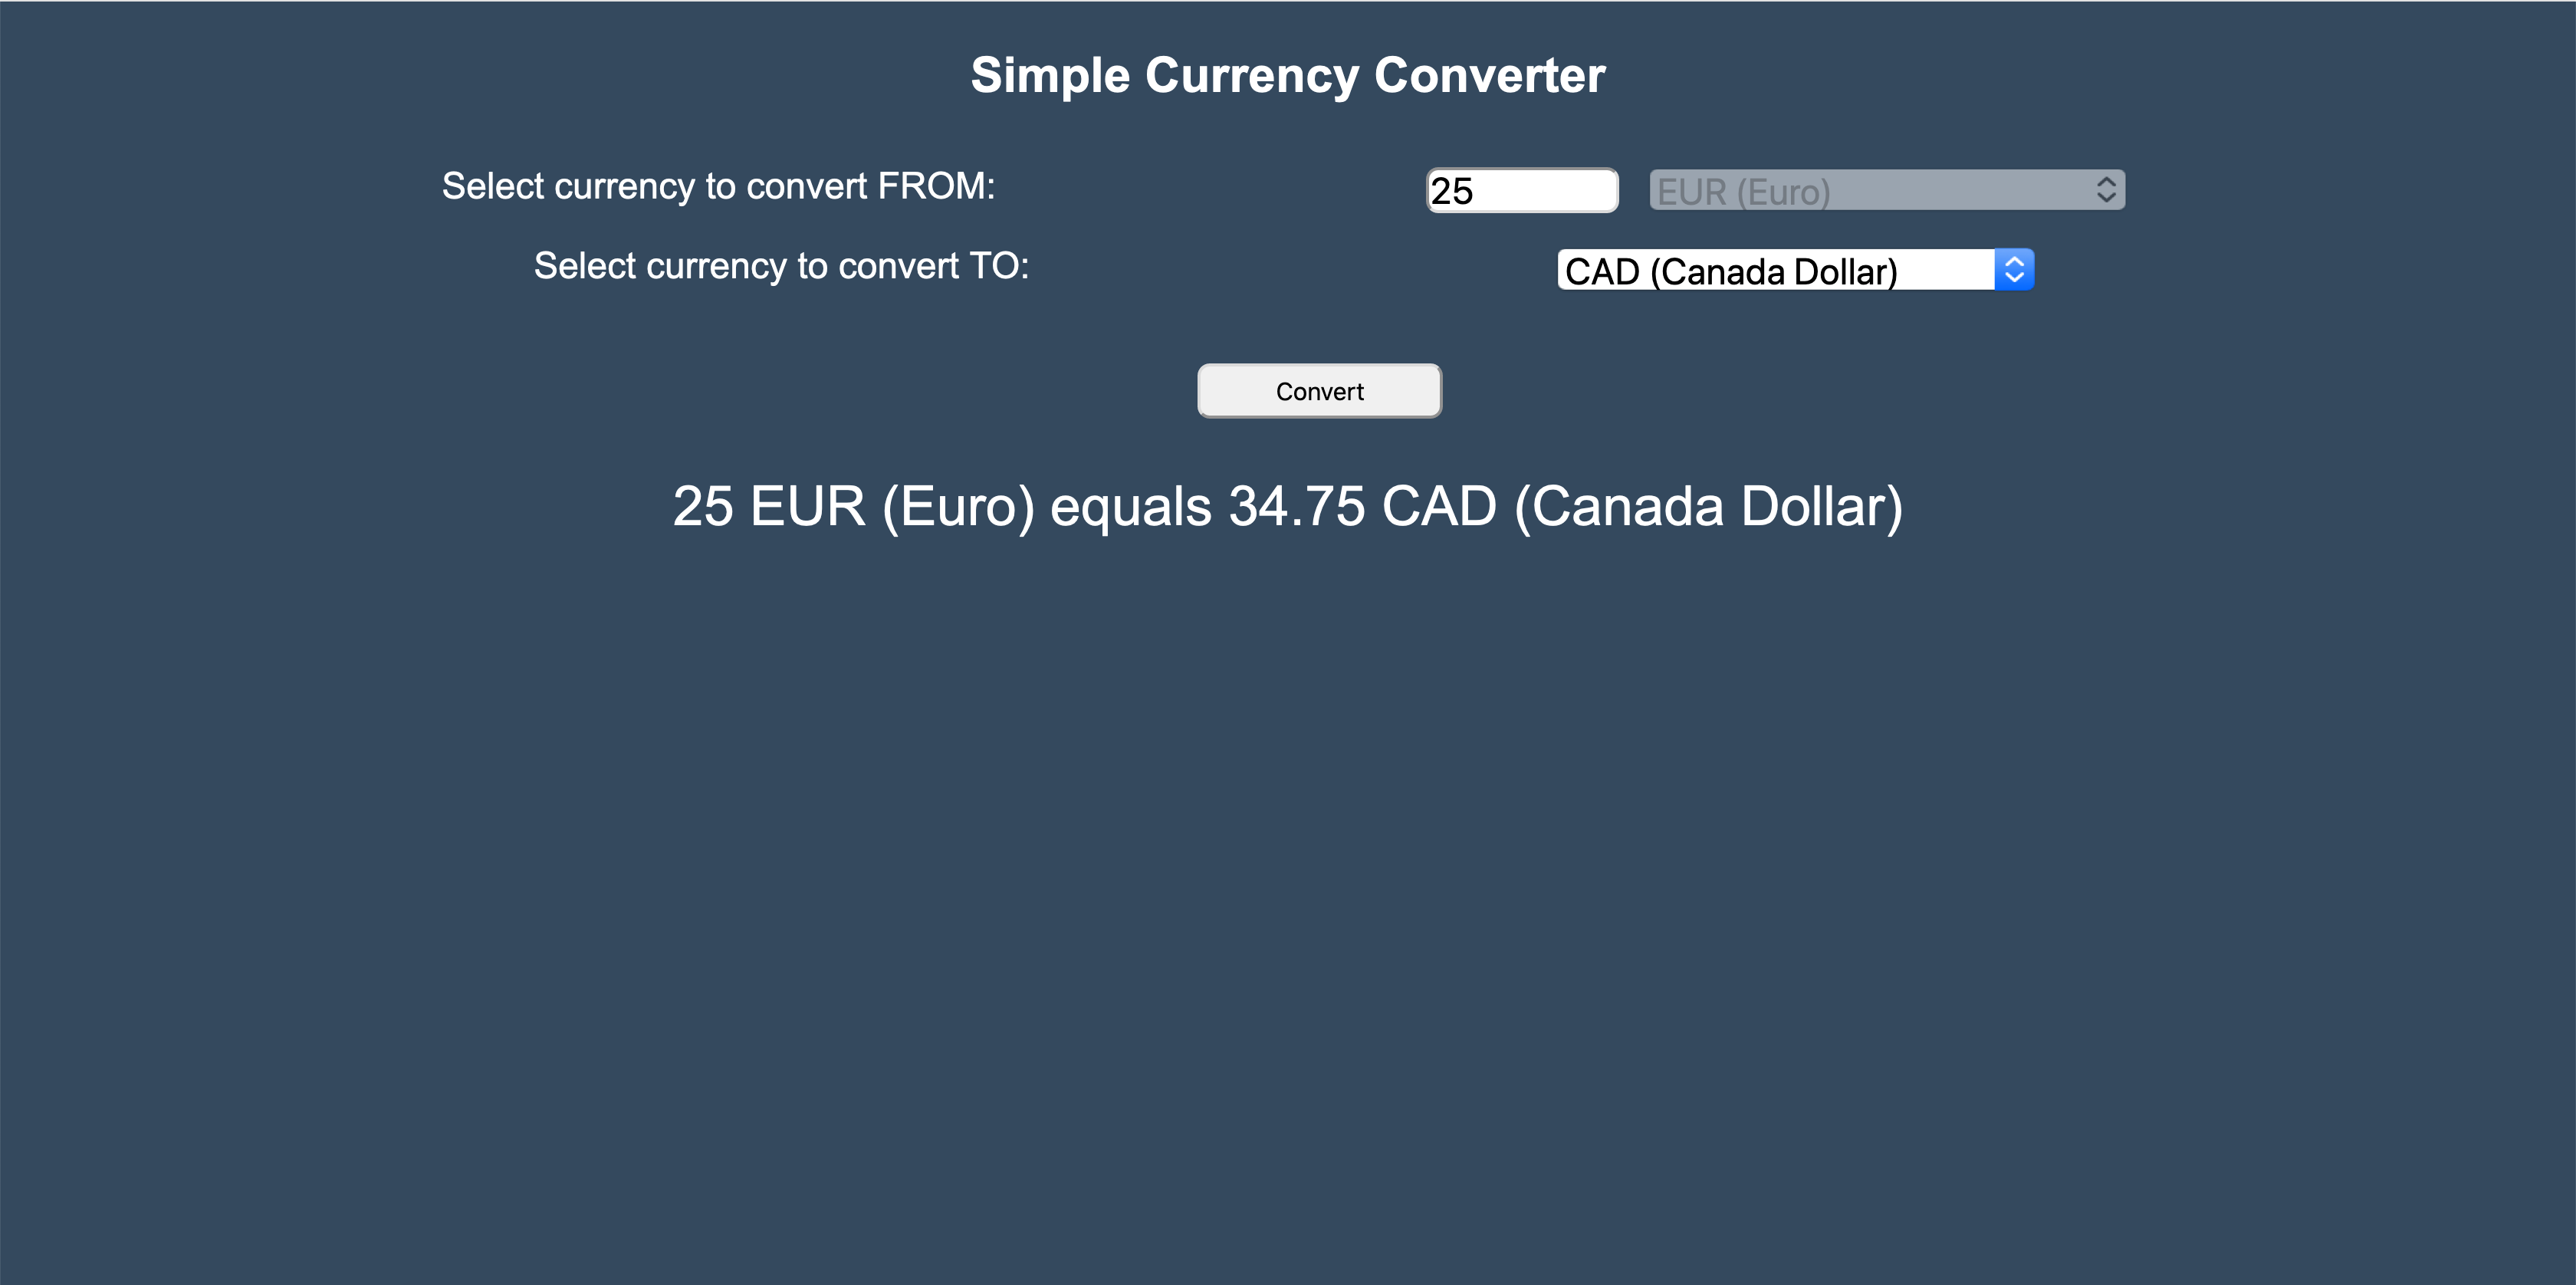 Simple Currency Converter
Select currency to convert FROM: 25 EUR (Euro)
Select currency to convert TO: CAD (Canada Dollar)
Convert
25 EUR (Euro) equals 34.75 CAD (Canada Dollar)